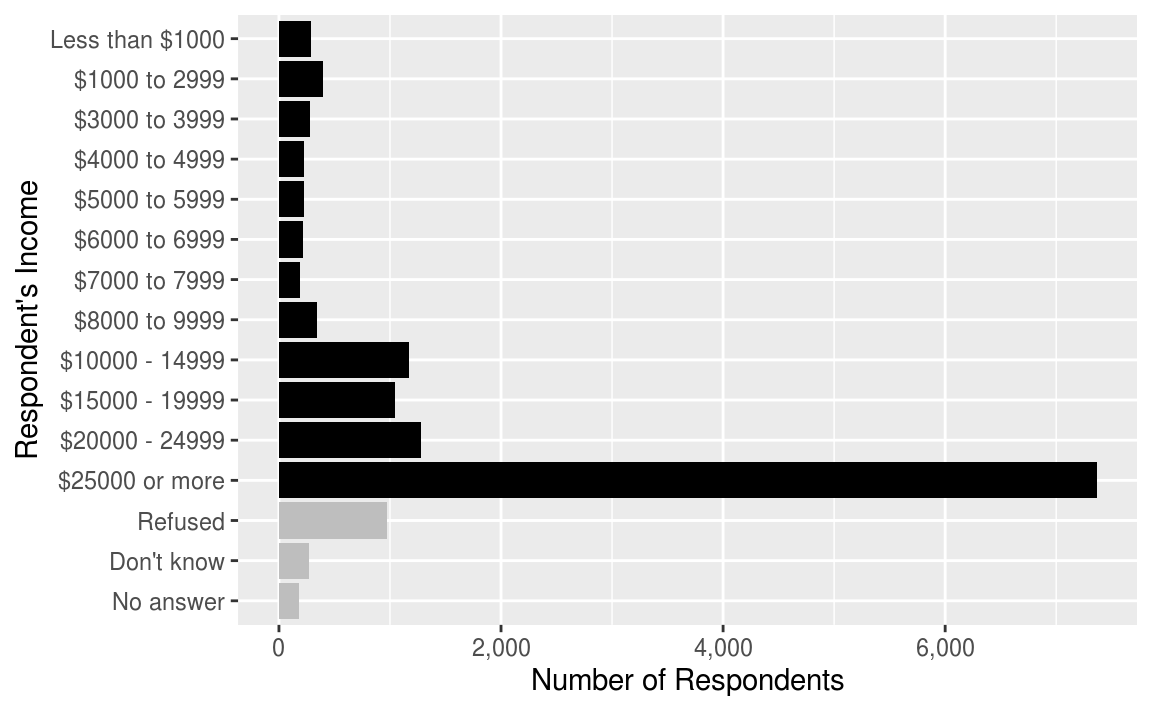 Respondent's Income
Less than $1000
$1000 to 2999
$3000 to 3999
$4000 to 4999
$5000 to 5999
$6000 to 6999
$7000 to 7999
$8000 to 9999
$10000 - 14999
$15000 - 19999
$20000 - 24999
$25000 or more
Refused
Don't know
No answer
0 2,000 4,000 6,000
Number of Respondents